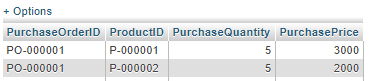 + Options
PurchaseOrderID ProductID PurchaseQuantity PurchasePrice
PO-000001 P-000001 5 3000
PO-000001 P-000002 5 2000